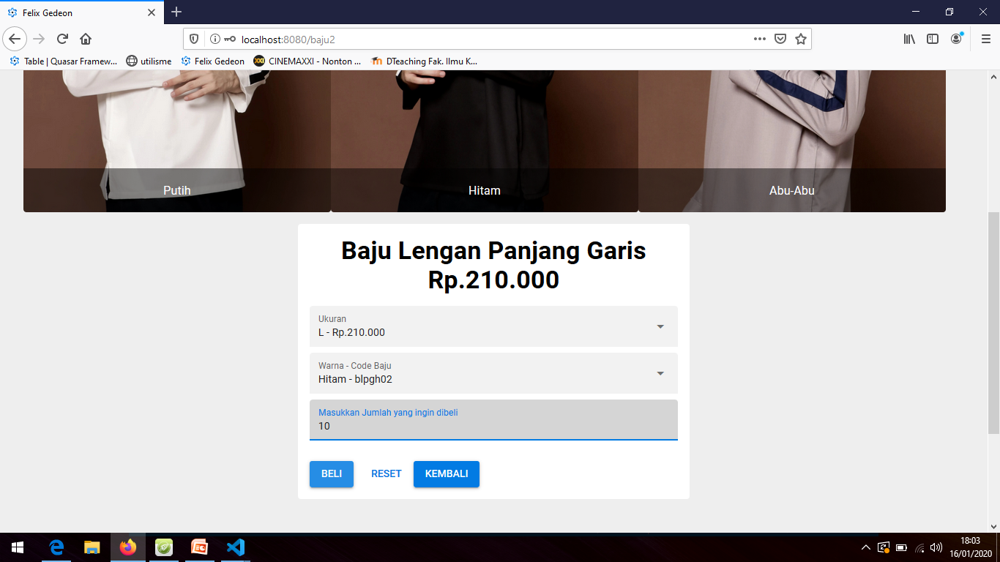 Felix Gedeon
localhost:8080/baju2
Table | Quasar Framew... utilisme Felix Gedeon CINEMAXXI - Nonton ... DTeaching Fak. Ilmu K...
Putih Hitam Abu-Abu
Baju Lengan Panjang Garis
Rp.210.000
Ukuran
L - Rp.210.000
Warna - Code Baju
Hitam - blpgh02
Masukkan Jumlah yang ingin dibeli
10
BELI RESET KEMBALI
18:03
16/01/2020